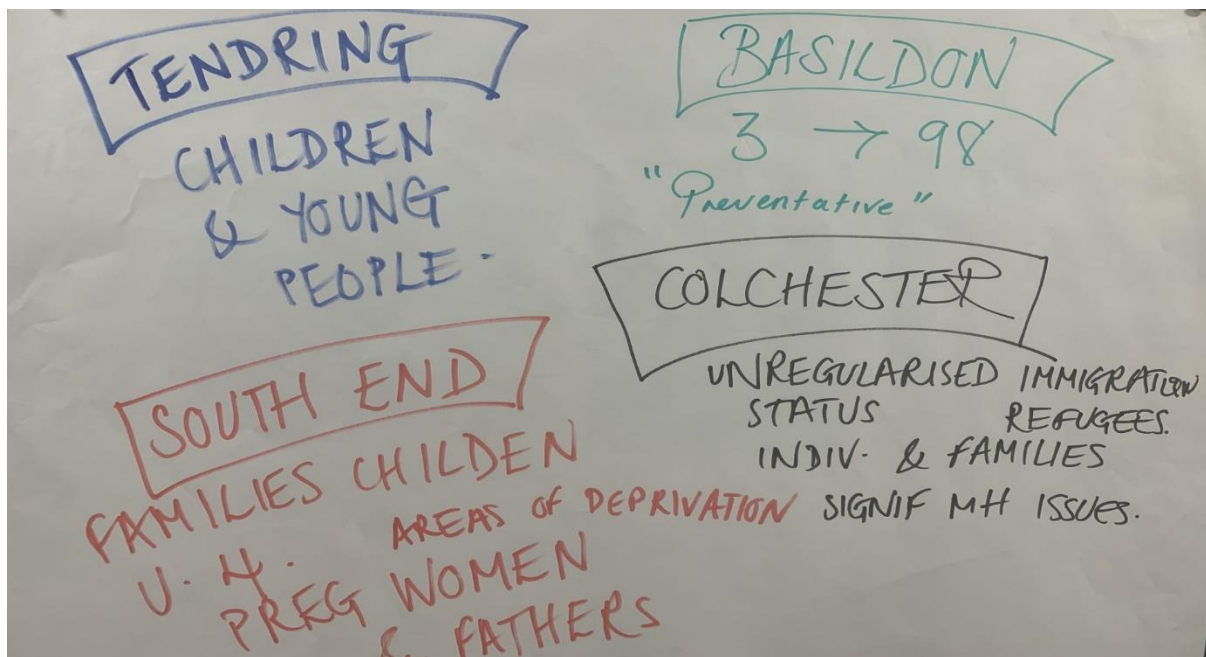 TENDRING
CHILDREN
& YOUNG
PEOPLE.
BASILDON
3 → 98
"Preventative"
SOUTH END
FAMILIES CHILDEN
U. 4. AREAS OF DEPRIVATION
PREG WOMEN
& FATHERS
COLCHESTER
UNREGULARISED IMMIGRATION
STATUS REFUGEES.
INDIV. & FAMILIES
SIGNIF MH ISSUES.